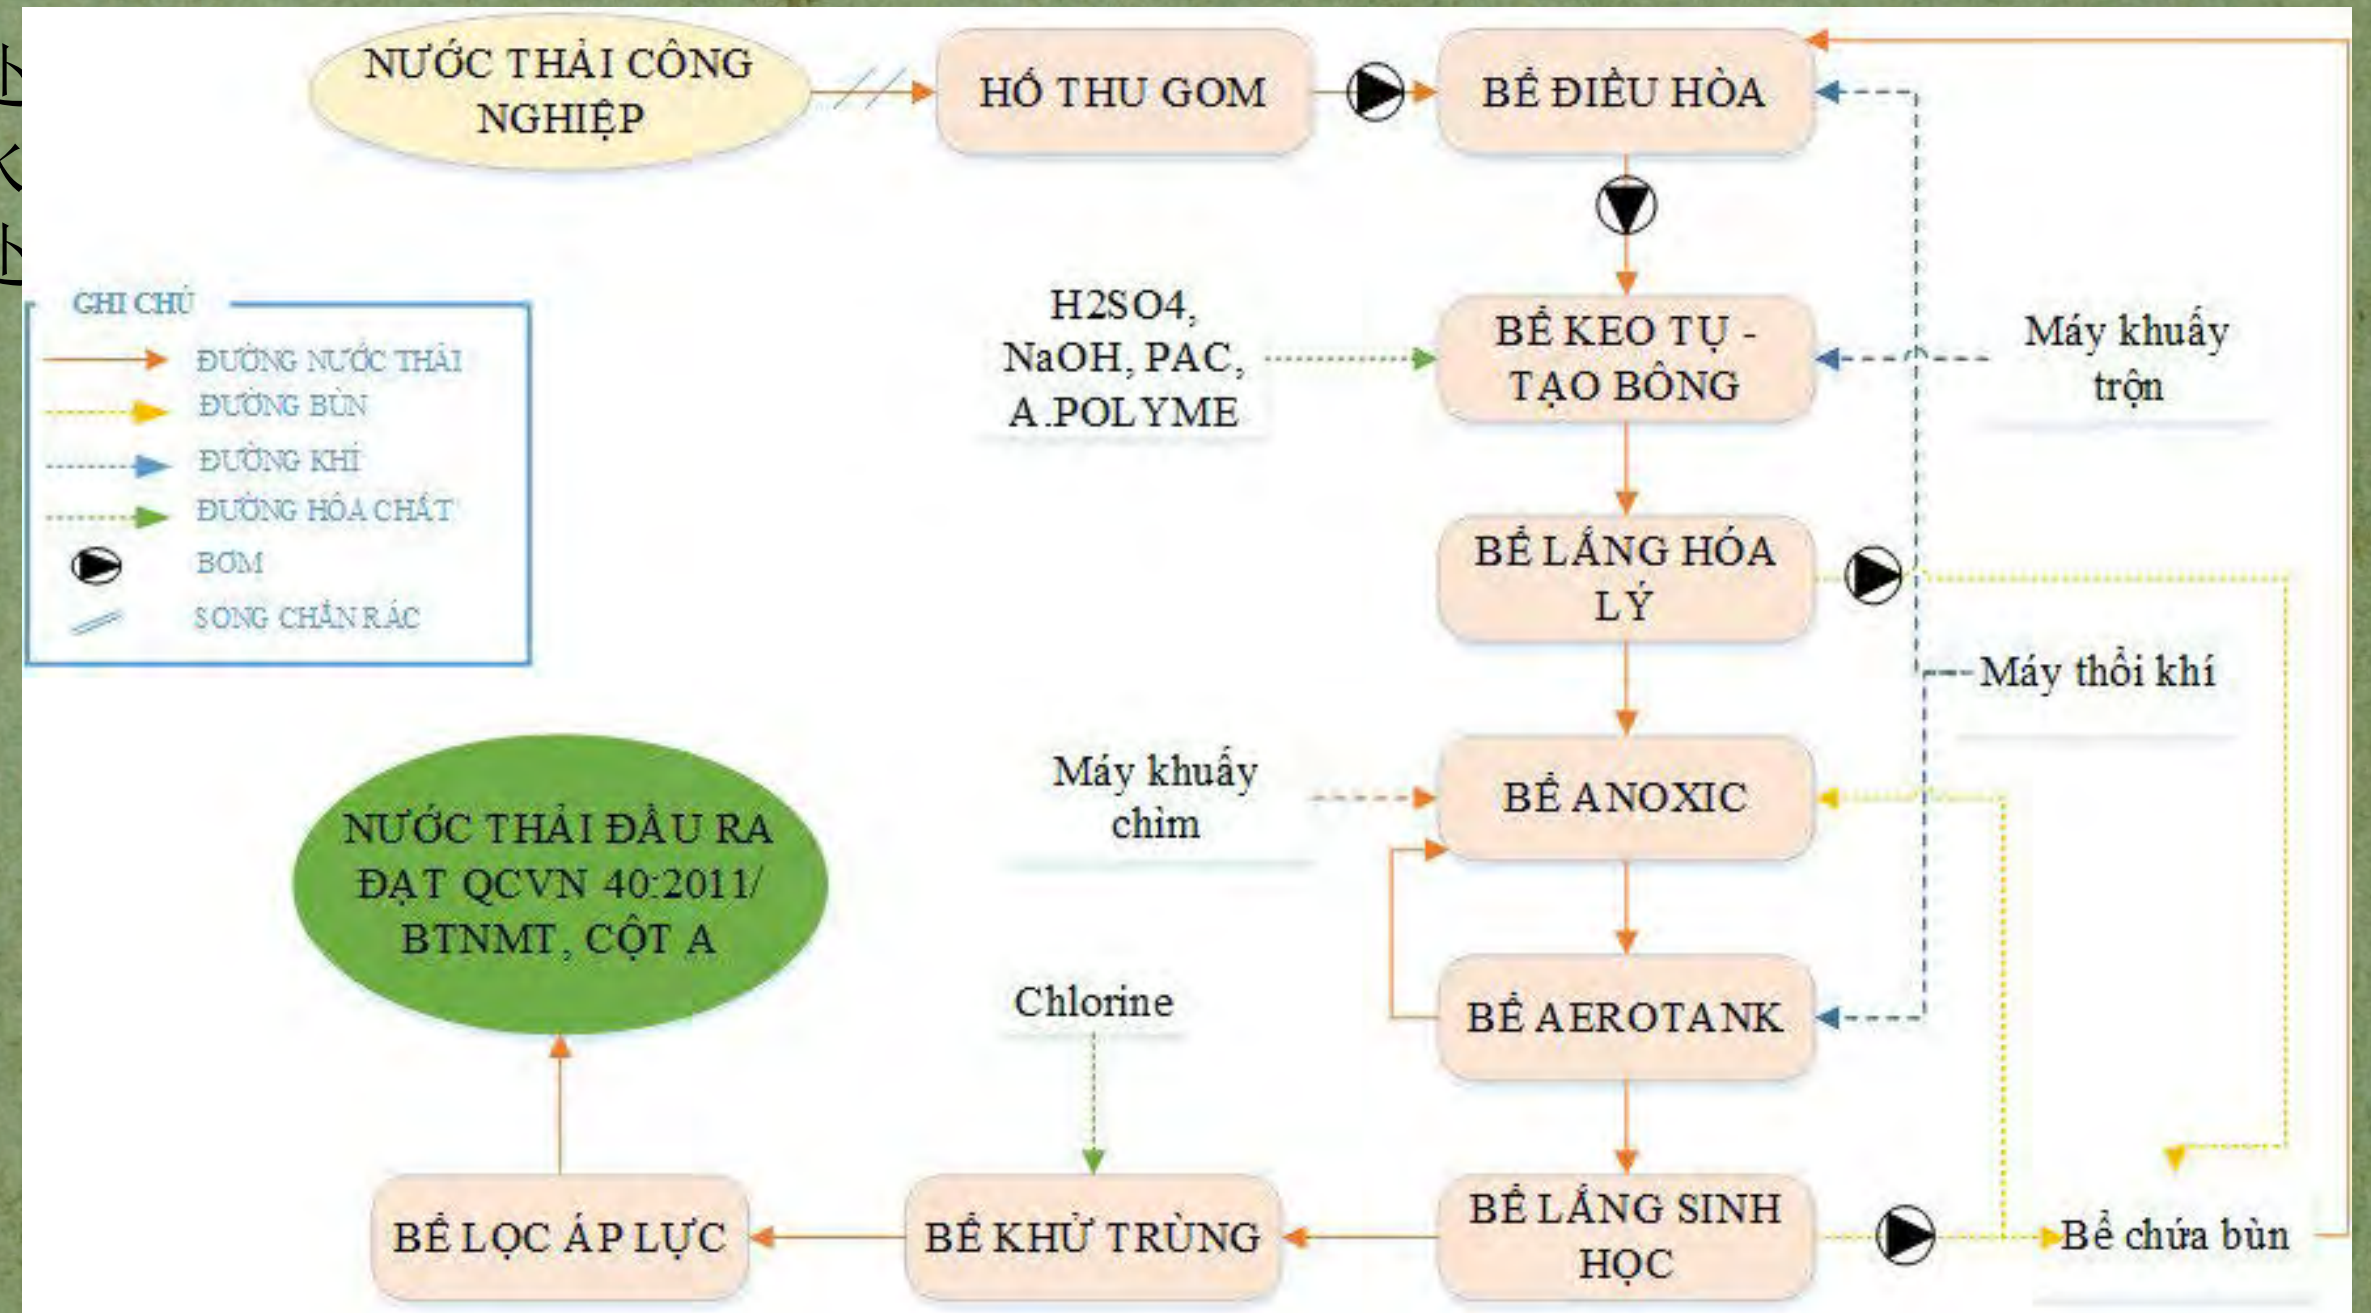 NƯỚC THẢI CÔNG
NGHIỆP
HỐ THU GOM
BỂ ĐIỀU HÒA
GHI CHÚ
ĐƯỜNG NƯỚC THẢI
ĐƯỜNG BÙN
ĐƯỜNG KHÍ
ĐƯỜNG HÓA CHẤT
BƠM
SONG CHẮN RÁC
H2SO4,
NaOH, PAC,
A.POLYME
BỂ KEO TỤ -
TẠO BÔNG
Máy khuấy
trộn
BỂ LẮNG HÓA
LÝ
Máy thổi khí
Máy khuấy
chìm
BỂ ANOXIC
NƯỚC THẢI ĐẦU RA
ĐẠT QCVN 40:2011/
BTNMT, CỘT A
Chlorine
BỂ AEROTANK
BỂ LỌC ÁP LỰC
BỂ KHỬ TRÙNG
BỂ LẮNG SINH
HỌC
Bể chứa bùn